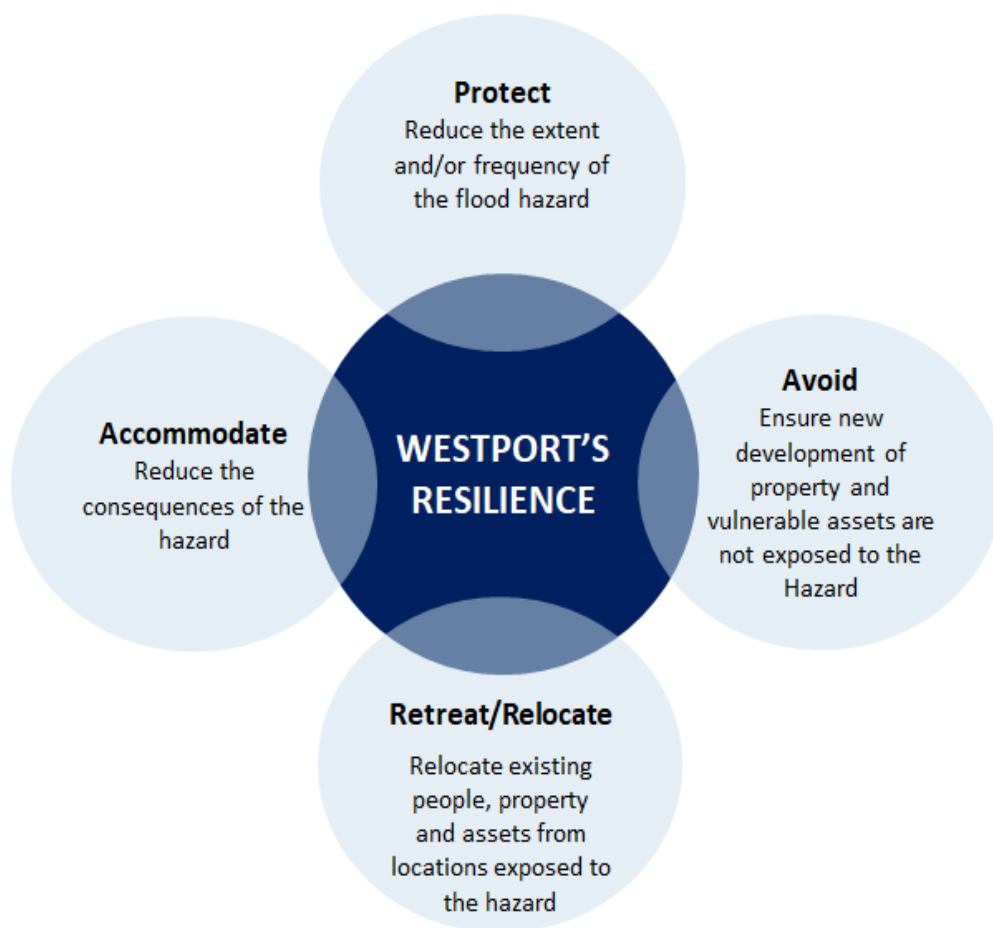 Protect
Reduce the extent
and/or frequency of
the flood hazard
Accommodate
Reduce the
consequences of the
hazard
WESTPORT'S
RESILIENCE
Avoid
Ensure new
development of
property and
vulnerable assets are
not exposed to the
Hazard
Retreat/Relocate
Relocate existing
people, property
and assets from
locations exposed to
the hazard